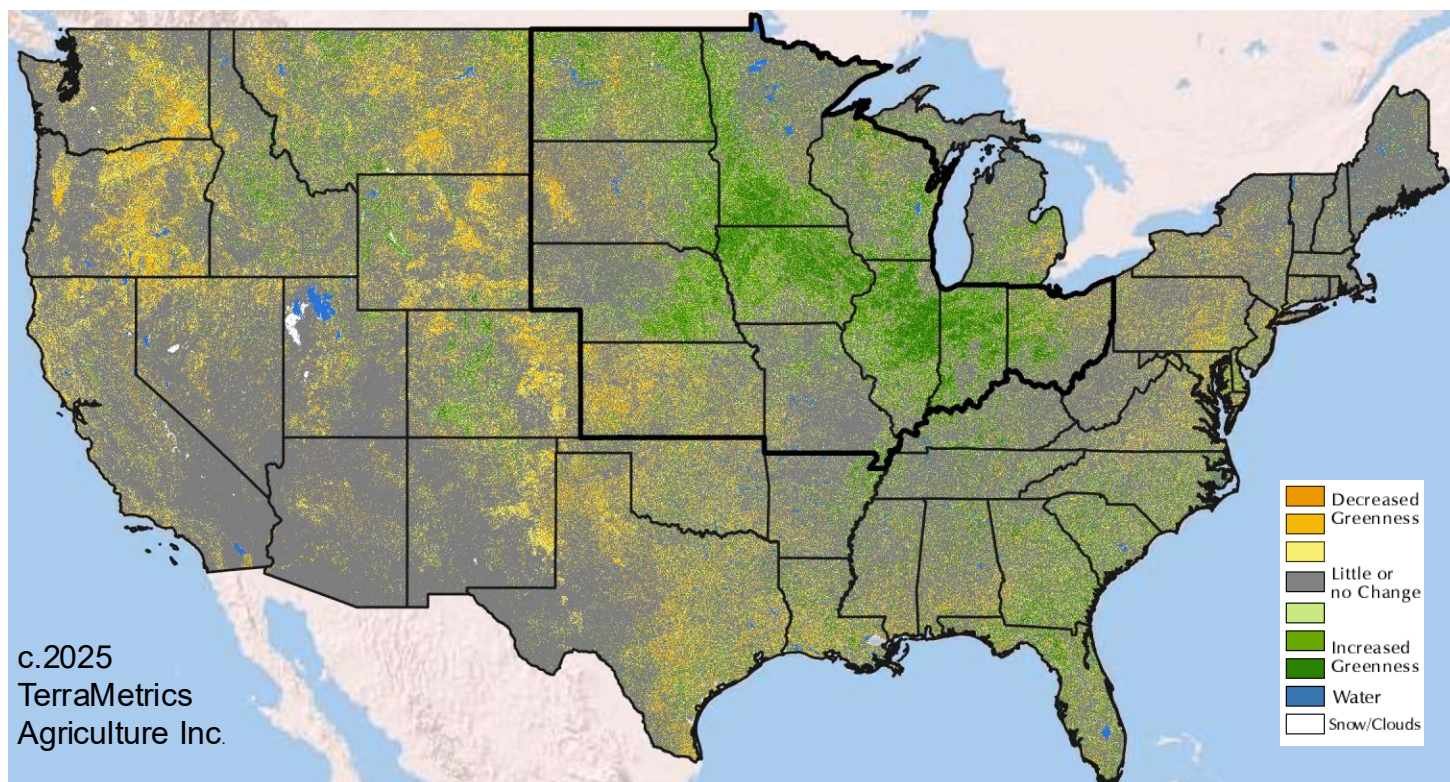 Decreased
Greenness
Little or
no Change
Increased
Greenness
Water
Snow/Clouds
c.2025
TerraMetrics
Agriculture Inc.